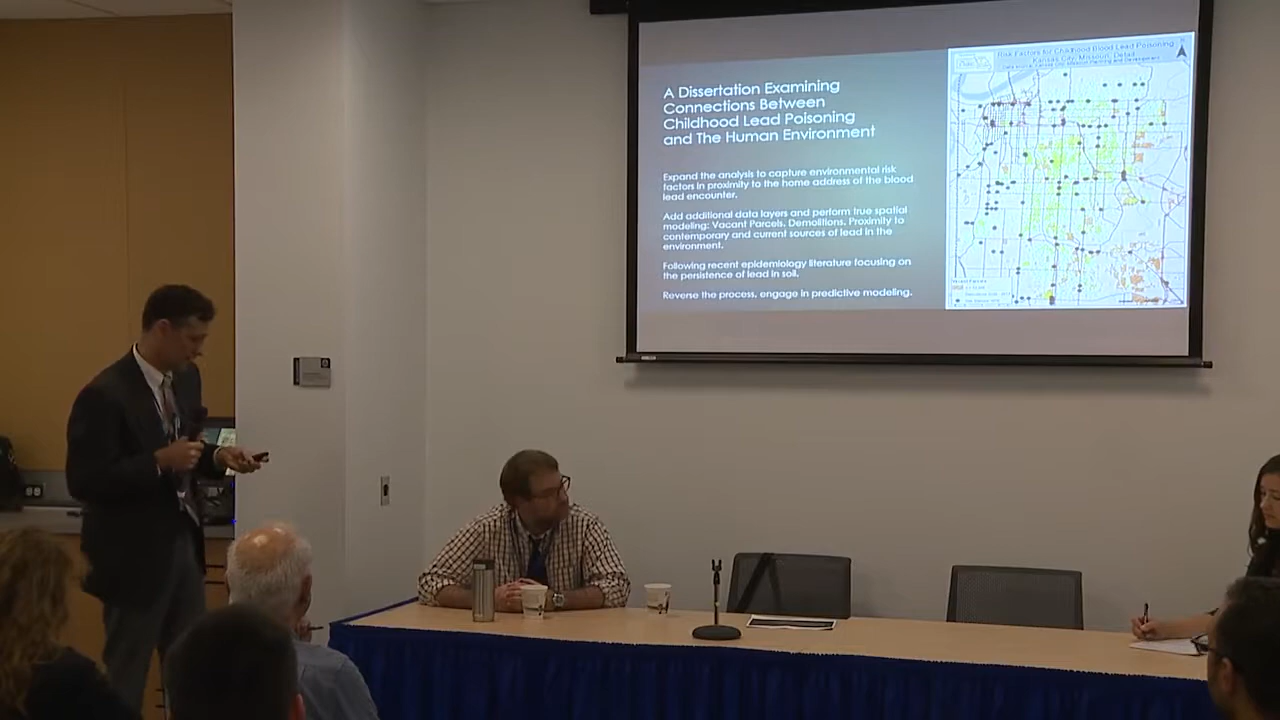 A Dissertation Examining
Connections Between
Childhood Lead Poisoning
and The Human Environment
Expand the analysis to capture environmental risk
factors in proximity to the home address of the blood
lead encounter.
Add additional data layers and perform true spatial
modeling: Vacant Parcels, Demolitions, Proximity to
contemporary and current sources of lead in the
environment.
Following recent epidemiology literature focusing on
the persistence of lead in soil.
Reverse the process, engage in predictive modeling.
Risk Factors for Childhood Blood Lead Poisoning
Kansas City, Missouri, Detail